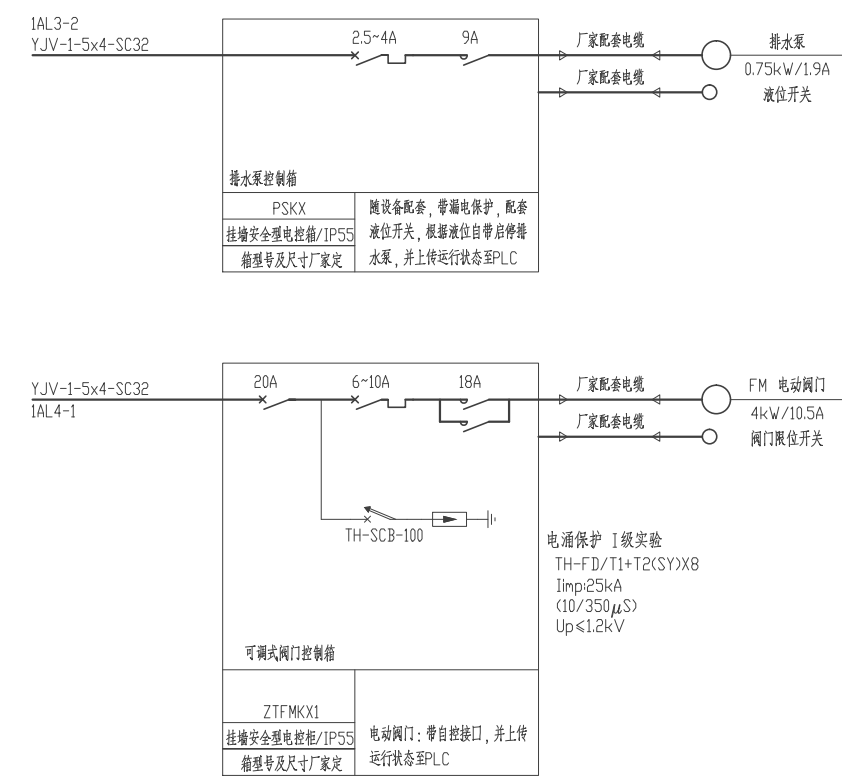 1AL3-2
YJV-1-5x4-SC32
2.5~4A
9A
厂家配套电缆
排水泵
0.75kW/1.9A
厂家配套电缆
液位开关
排水泵控制箱
PSKX
挂墙安全型电控箱/IP55
箱型号及尺寸厂家定
随设备配套，带漏电保护，配套
液位开关，根据液位自带启停排
水泵，并上传运行状态至PLC
YJV-1-5x4-SC32
1AL4-1
20A
6~10A
18A
厂家配套电缆
FM 电动阀门
4kW/10.5A
厂家配套电缆
阀门限位开关
TH-SCB-100
电涌保护 I级实验
TH-FD/T1+T2(SY)X8
Iimp:25kA
(10/350μS)
Up≤1.2kV
可调式阀门控制箱
ZTFMKX1
挂墙安全型电控柜/IP55
箱型号及尺寸厂家定
电动阀门：带自控接口，并上传
运行状态至PLC